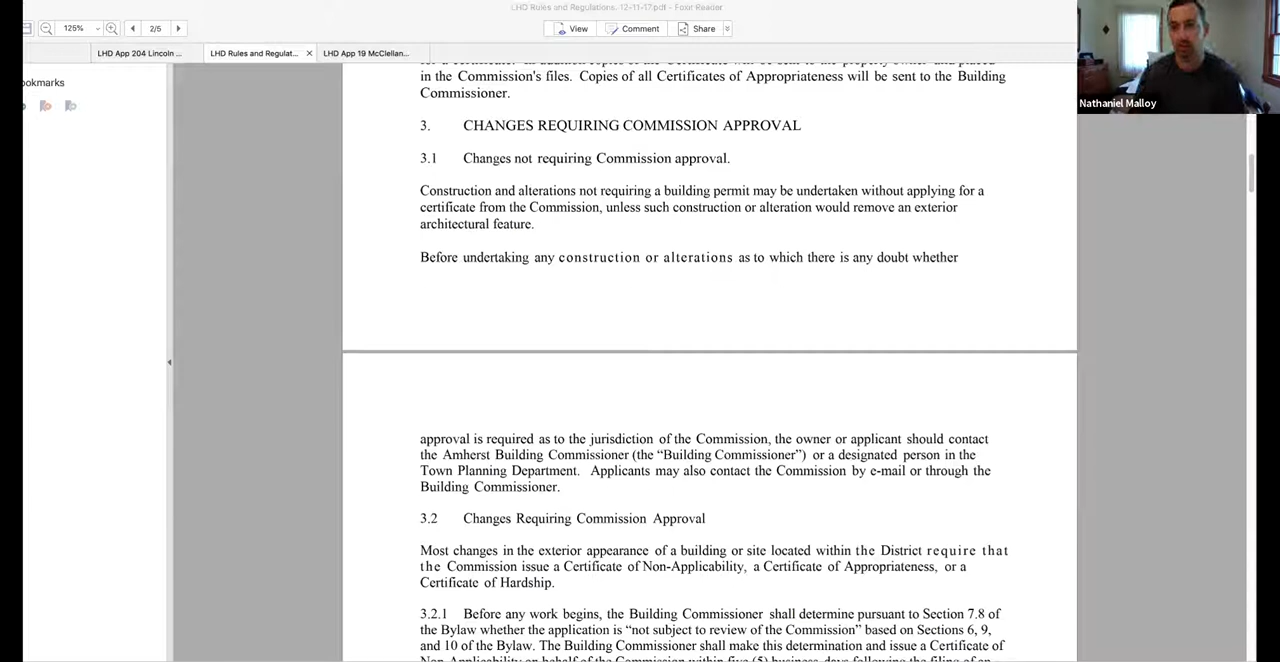 LHD Rules and Regulations. 12-11-17.pdf - Foxit Reader
125%
2/5
View
Comment
Share
LHD App 204 Lincoln ...
LHD Rules and Regulat...
LHD App 19 McClellan...
ookmarks
Nathaniel Malloy
in the Commission's files. Copies of all Certificates of Appropriateness will be sent to the Building
Commissioner.
3. CHANGES REQUIRING COMMISSION APPROVAL
3.1 Changes not requiring Commission approval.
Construction and alterations not requiring a building permit may be undertaken without applying for a
certificate from the Commission, unless such construction or alteration would remove an exterior
architectural feature.
Before undertaking any construction or alterations as to which there is any doubt whether
approval is required as to the jurisdiction of the Commission, the owner or applicant should contact
the Amherst Building Commissioner (the “Building Commissioner”) or a designated person in the
Town Planning Department. Applicants may also contact the Commission by e-mail or through the
Building Commissioner.
3.2 Changes Requiring Commission Approval
Most changes in the exterior appearance of a building or site located within the District require that
the Commission issue a Certificate of Non-Applicability, a Certificate of Appropriateness, or a
Certificate of Hardship.
3.2.1 Before any work begins, the Building Commissioner shall determine pursuant to Section 7.8 of
the Bylaw whether the application is “not subject to review of the Commission” based on Sections 6, 9,
and 10 of the Bylaw. The Building Commissioner shall make this determination and issue a Certificate of